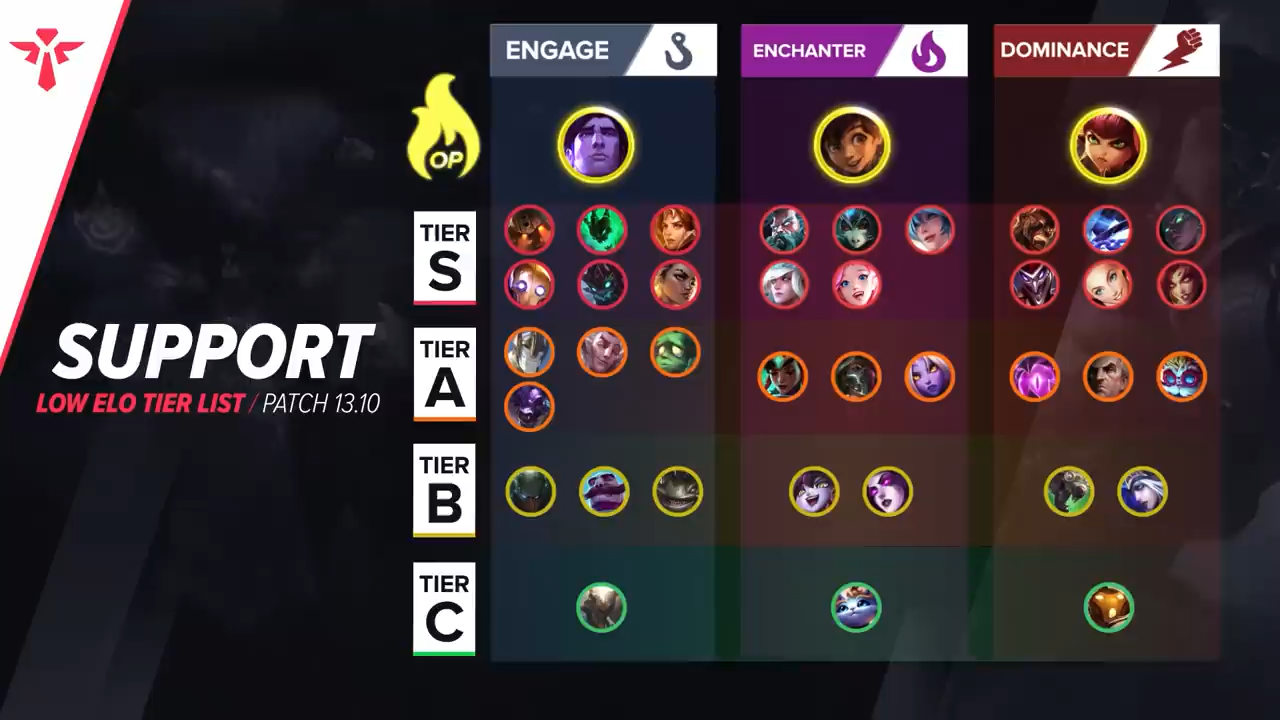 ENGAGE
ENCHANTER
DOMINANCE
OP
TIER
S
TIER
A
SUPPORT
LOW ELO TIER LIST / PATCH 13.10
TIER
B
TIER
C